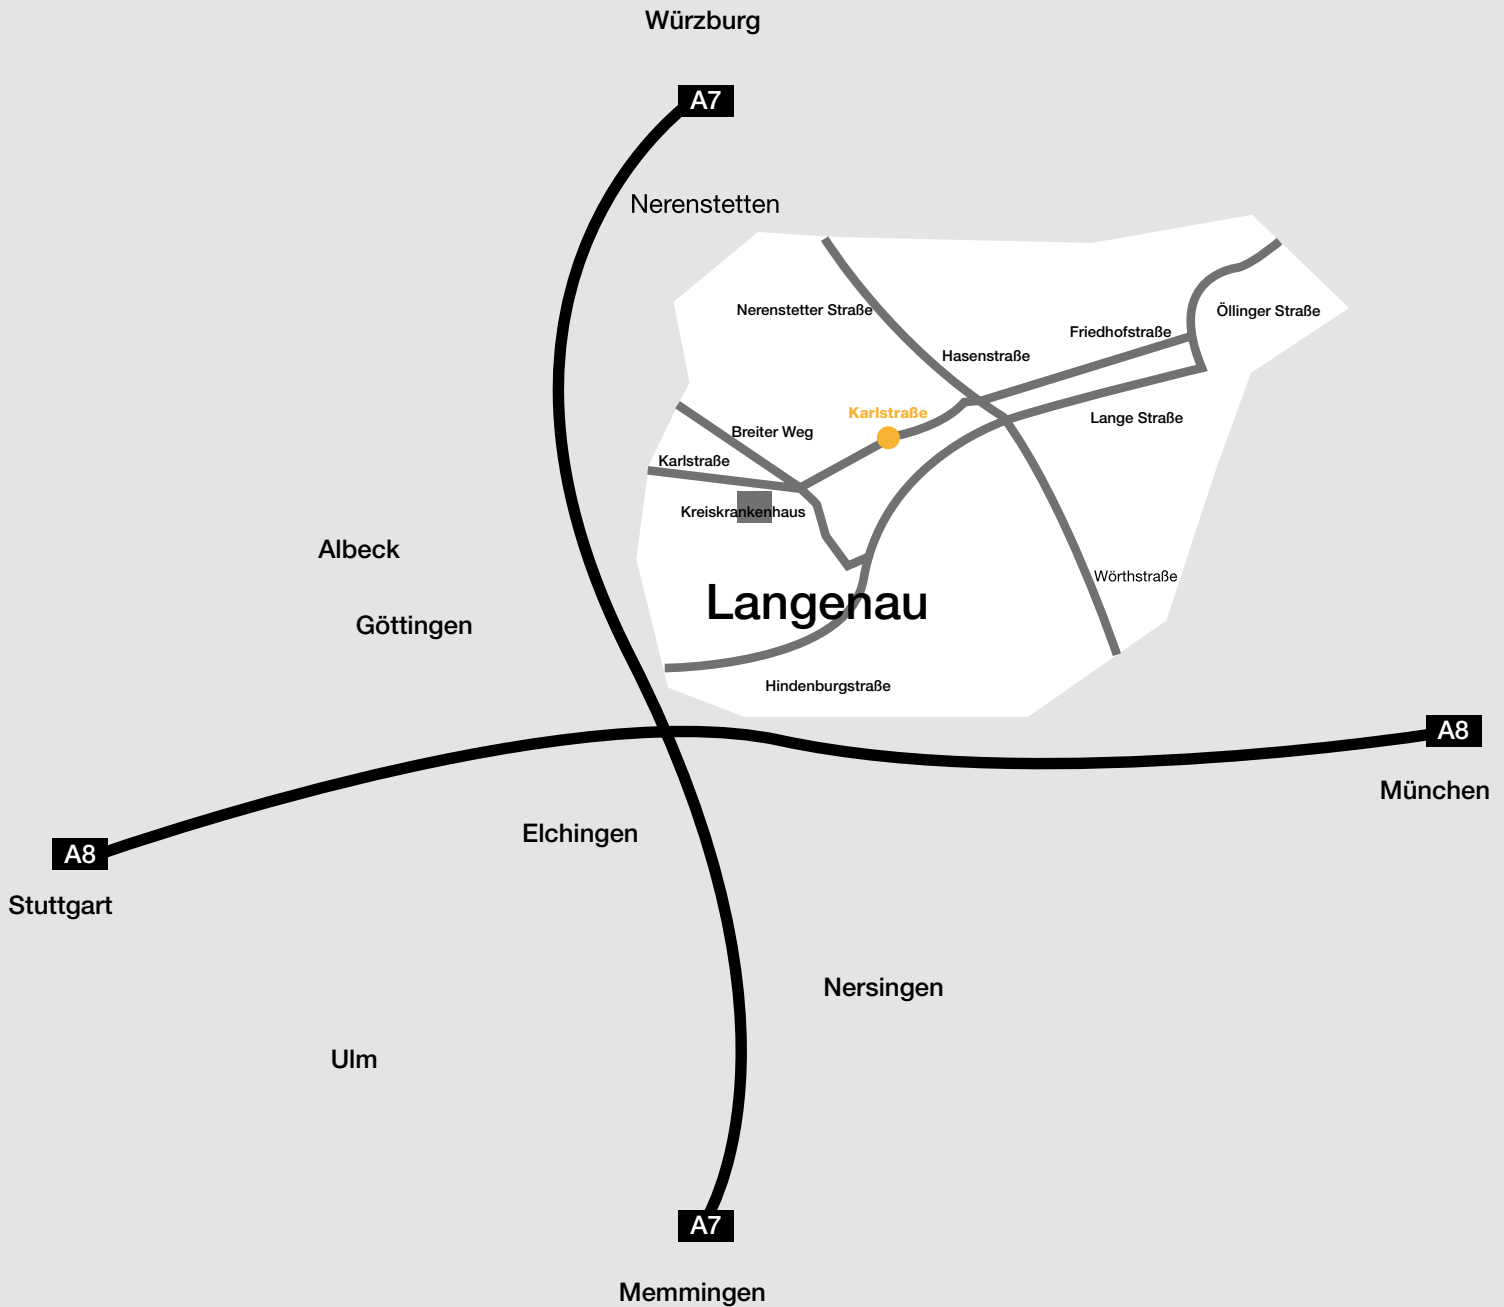 Würzburg
A7
Nerenstetten
Nerenstetter Straße
Öllinger Straße
Friedhofstraße
Hasenstraße
Karlstraße
Lange Straße
Breiter Weg
Karlstraße
Kreiskrankenhaus
Albeck
Wörthstraße
Langenau
Göttingen
Hindenburgstraße
A8
München
Elchingen
A8
Stuttgart
Nersingen
Ulm
A7
Memmingen